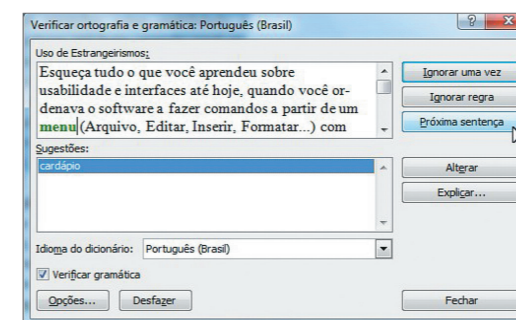 Verificar ortografia e gramática: Português (Brasil)
Uso de Estrangeirismos:
Esqueça tudo o que você aprendeu sobre
usabilidade e interfaces até hoje, quando você or-
denava o software a fazer comandos a partir de um
menu (Arquivo, Editar, Inserir, Formatar...) com
Ignorar uma vez
Ignorar regra
Próxima sentença
Sugestões:
cardápio
Alterar
Explicar...
Idioma do dicionário: Português (Brasil)
Verificar gramática
Opções... Desfazer Fechar